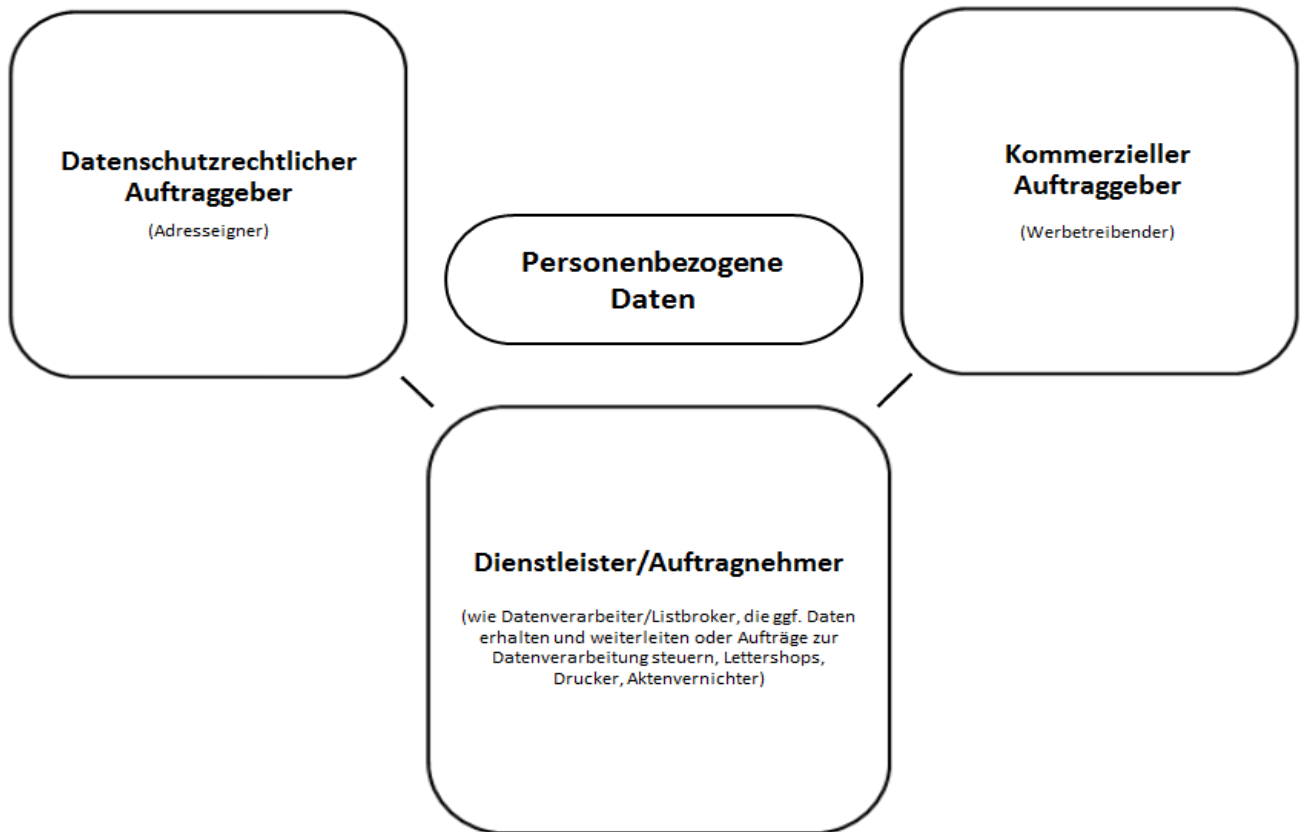 Datenschutzrechtlicher
Auftraggeber
(Adresseigner)
Kommerzieller
Auftraggeber
(Werbetreibender)
Personenbezogene
Daten
Dienstleister/Auftragnehmer
(wie Datenverarbeiter/Listbroker, die ggf. Daten
erhalten und weiterleiten oder Aufträge zur
Datenverarbeitung steuern, Lettershops,
Drucker, Aktenvernichter)